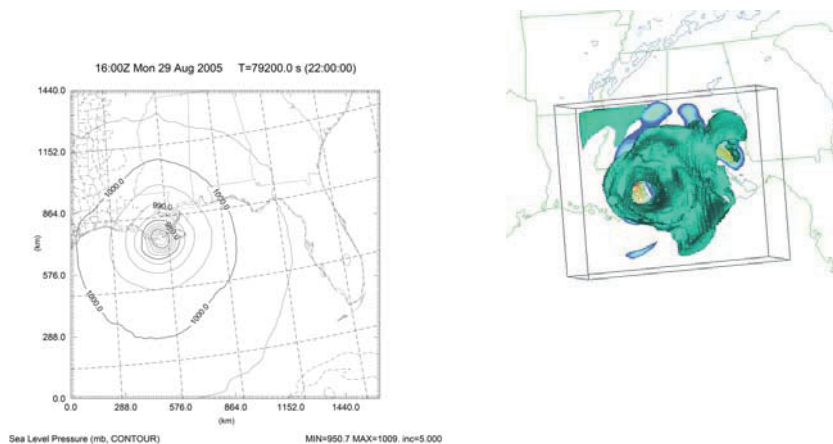 16:00Z Mon 29 Aug 2005 T=79200.0 s (22:00:00)
1440.0
1152.0
864.0
576.0
288.0
0.0
(km)
1000.0
1000.0
990.0
1000.0
1000.0
0.0 288.0 576.0 864.0 1152.0 1440.0
(km)
Sea Level Pressure (mb, CONTOUR) MIN=950.7 MAX=1009. inc=5.000